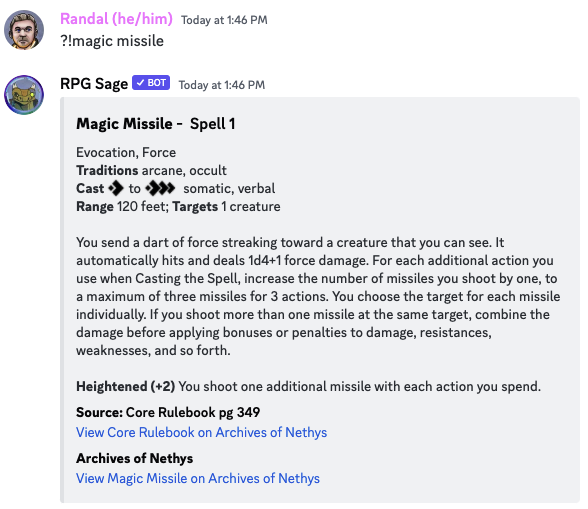 Randal (he/him) Today at 1:46 PM
?!magic missile
RPG Sage ✓ BOT Today at 1:46 PM
Magic Missile - Spell 1
Evocation, Force
Traditions arcane, occult
Cast to somatic, verbal
Range 120 feet; Targets 1 creature
You send a dart of force streaking toward a creature that you can see. It
automatically hits and deals 1d4+1 force damage. For each additional action you
use when Casting the Spell, increase the number of missiles you shoot by one, to
a maximum of three missiles for 3 actions. You choose the target for each missile
individually. If you shoot more than one missile at the same target, combine the
damage before applying bonuses or penalties to damage, resistances,
weaknesses, and so forth.
Heightened (+2) You shoot one additional missile with each action you spend.
Source: Core Rulebook pg 349
View Core Rulebook on Archives of Nethys
Archives of Nethys
View Magic Missile on Archives of Nethys